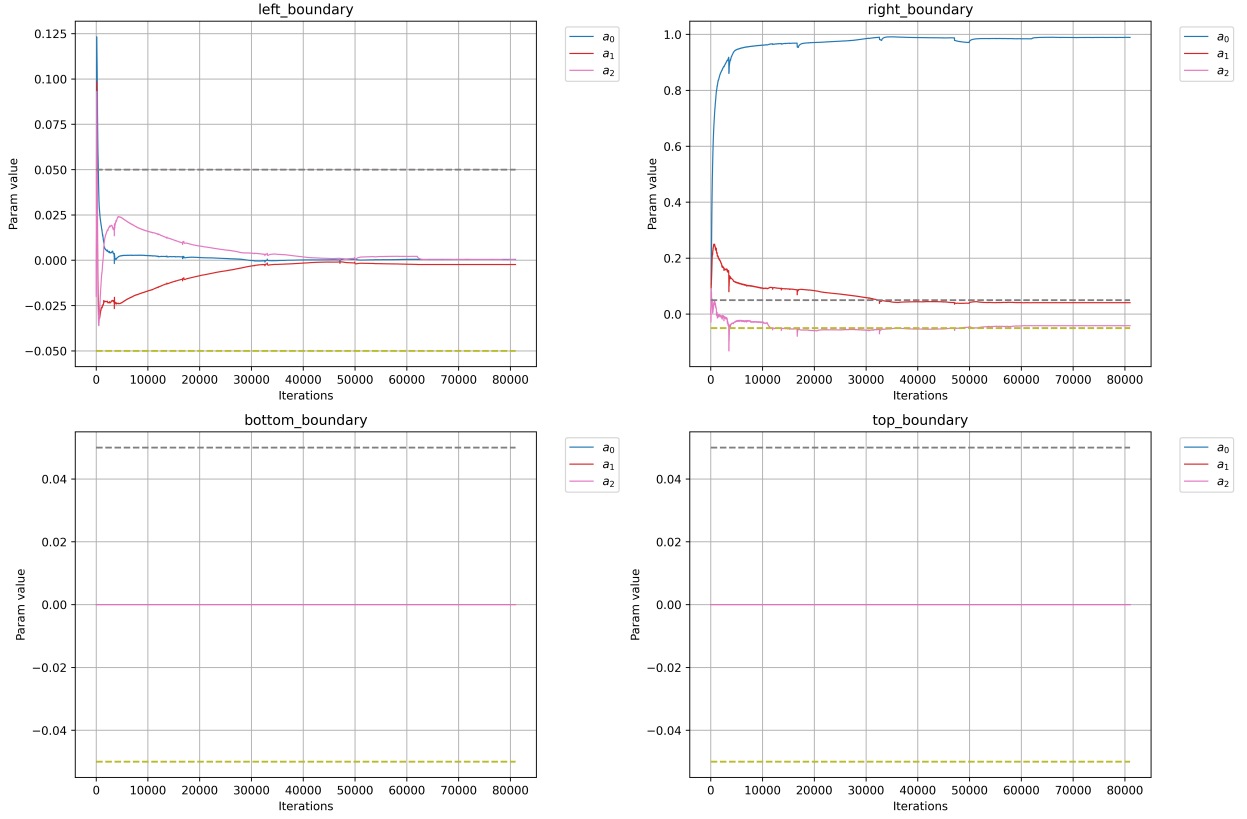 left_boundary
0.125
0.100
0.075
0.050
0.025
0.000
−0.025
−0.050
Param value
0 10000 20000 30000 40000 50000 60000 70000 80000
Iterations
a0
a1
a2
right_boundary
1.0
0.8
0.6
0.4
0.2
0.0
Param value
0 10000 20000 30000 40000 50000 60000 70000 80000
Iterations
a0
a1
a2
bottom_boundary
0.04
0.02
0.00
−0.02
−0.04
Param value
0 10000 20000 30000 40000 50000 60000 70000 80000
Iterations
a0
a1
a2
top_boundary
0.04
0.02
0.00
−0.02
−0.04
Param value
0 10000 20000 30000 40000 50000 60000 70000 80000
Iterations
a0
a1
a2